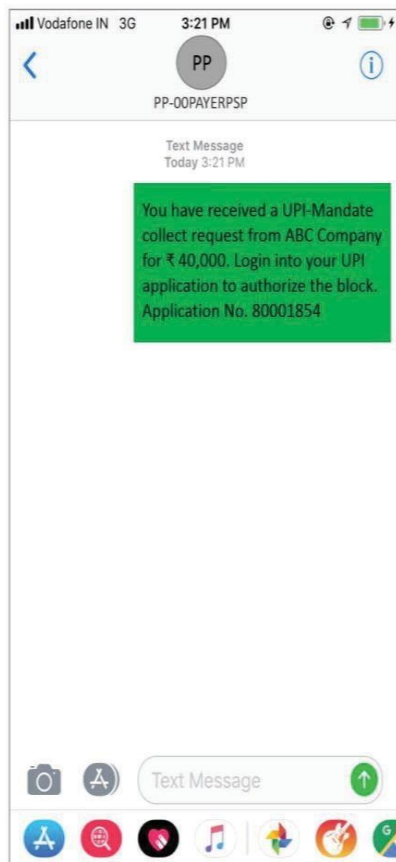 Vodafone IN 3G 3:21 PM
PP
PP-00PAYERPSP
Text Message
Today 3:21 PM
You have received a UPI-Mandate
collect request from ABC Company
for ₹ 40,000. Login into your UPI
application to authorize the block.
Application No. 80001854
Text Message
G